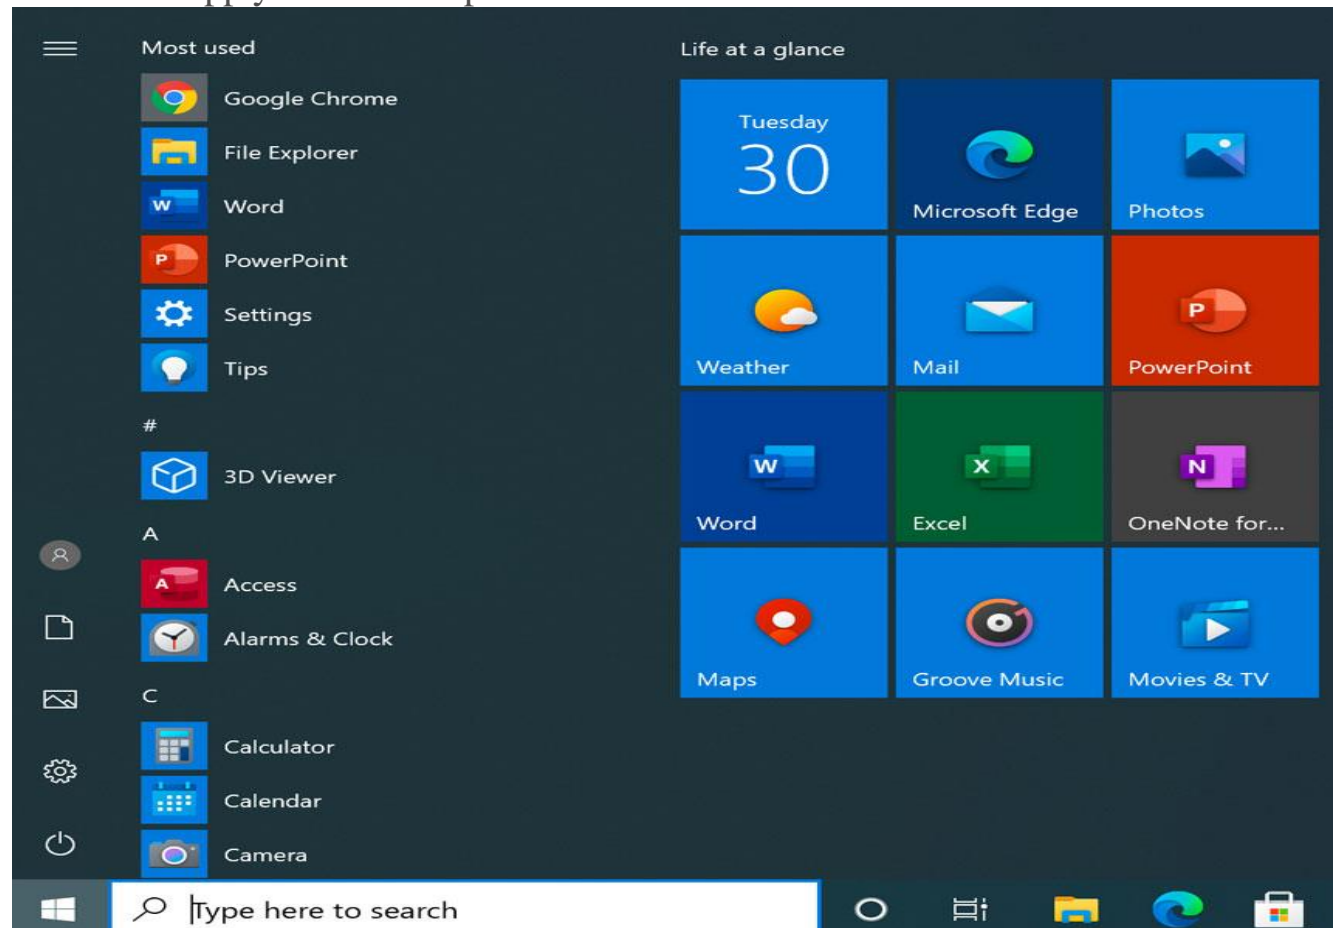 Most used
Google Chrome
File Explorer
Word
PowerPoint
Settings
Tips
#
3D Viewer
A
Access
Alarms & Clock
C
Calculator
Calendar
Camera
Life at a glance
Tuesday
30
Microsoft Edge
Photos
Weather
Mail
PowerPoint
Word
Excel
OneNote for...
Maps
Groove Music
Movies & TV
Type here to search